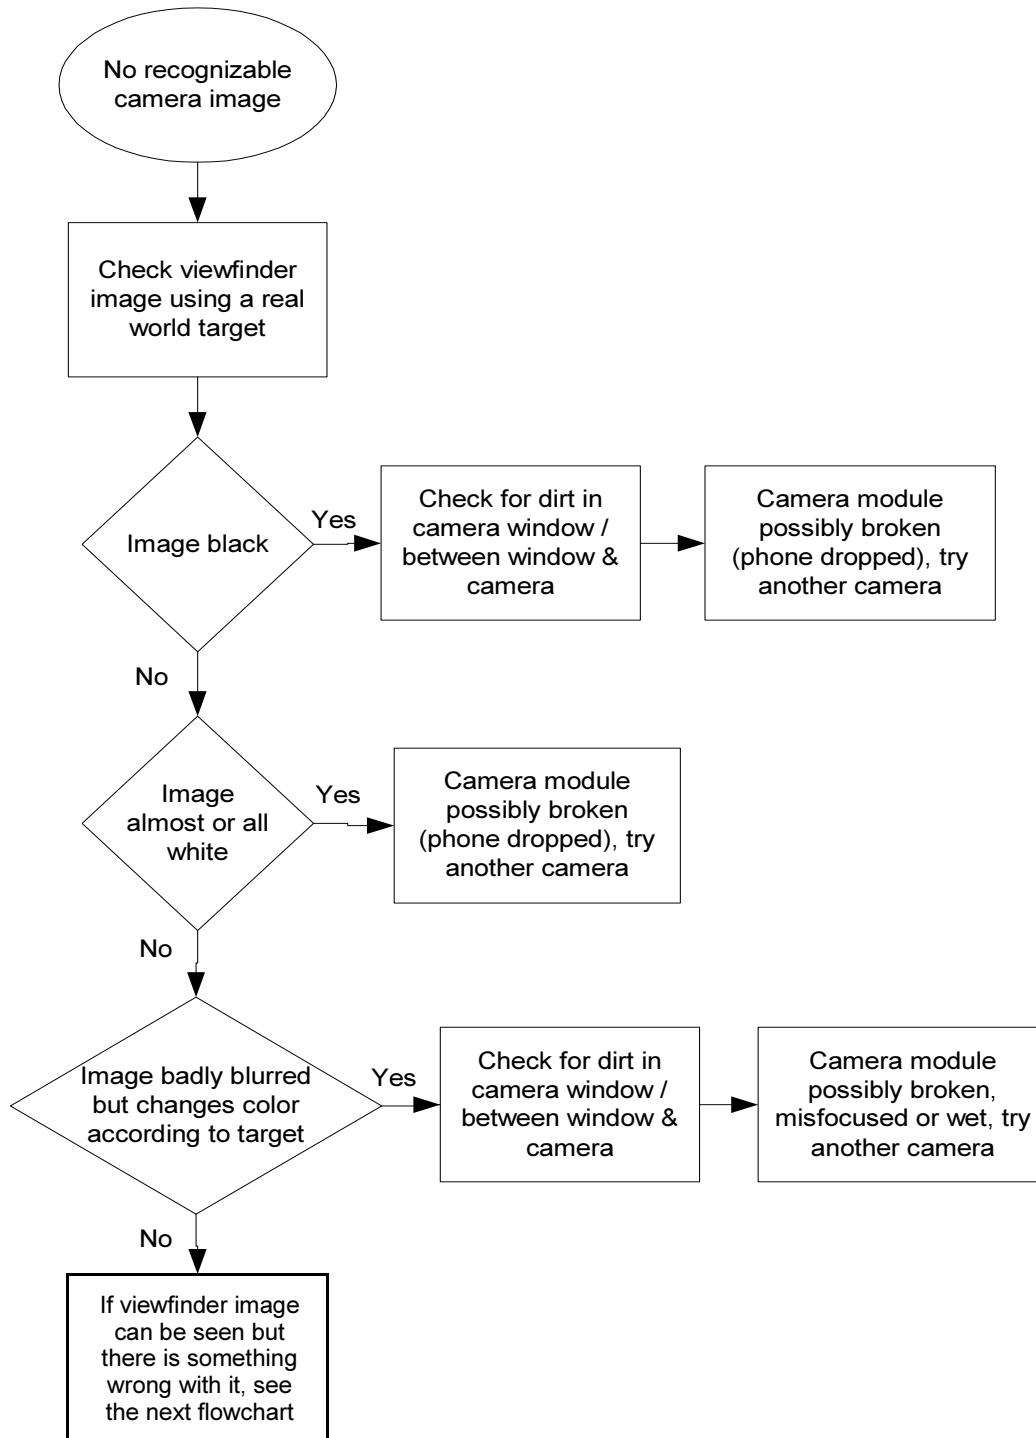 No recognizable
camera image
Check viewfinder
image using a real
world target
Image black
Yes
Check for dirt in
camera window /
between window &
camera
Camera module
possibly broken
(phone dropped), try
another camera
No
Image
almost or all
white
Yes
Camera module
possibly broken
(phone dropped), try
another camera
No
Image badly blurred
but changes color
according to target
Yes
Check for dirt in
camera window /
between window &
camera
Camera module
possibly broken,
misfocused or wet, try
another camera
No
If viewfinder image
can be seen but
there is something
wrong with it, see
the next flowchart